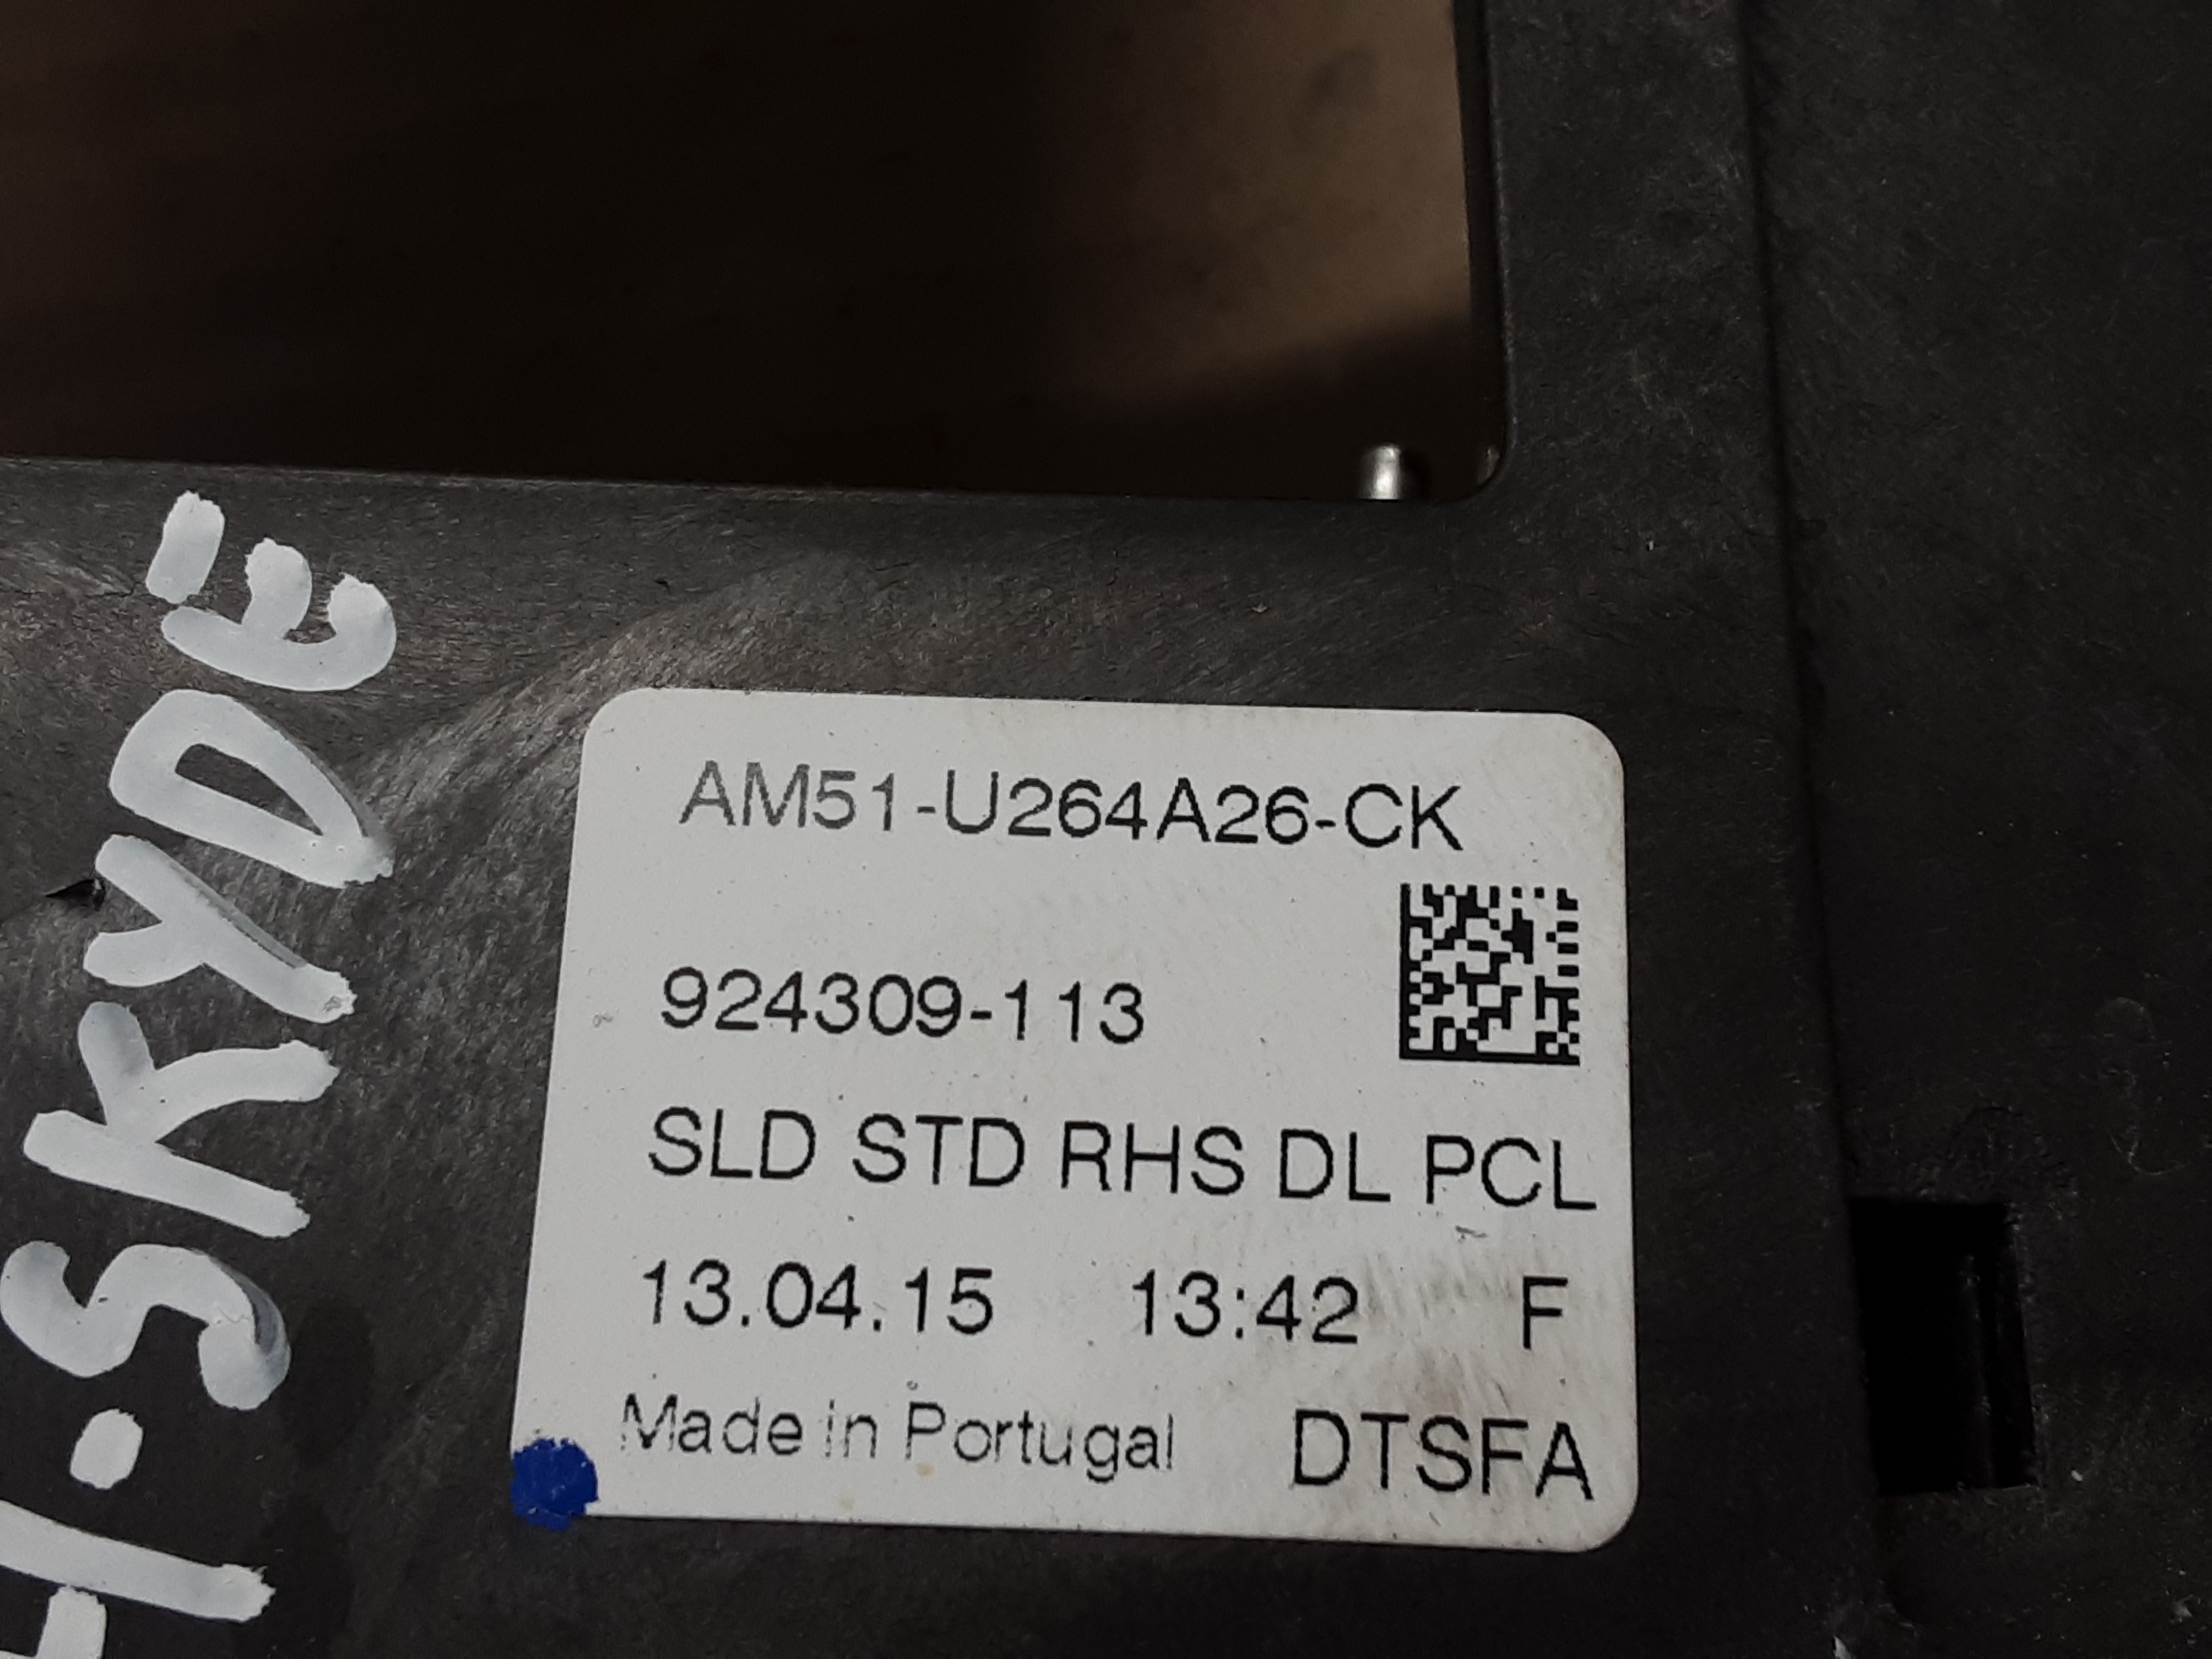 AM51-U264A26-CK
924309-113
SLD STD RHS DL PCL
13.04.15 13:42 F
Made in Portugal DTSFA
H.SKYDĖ